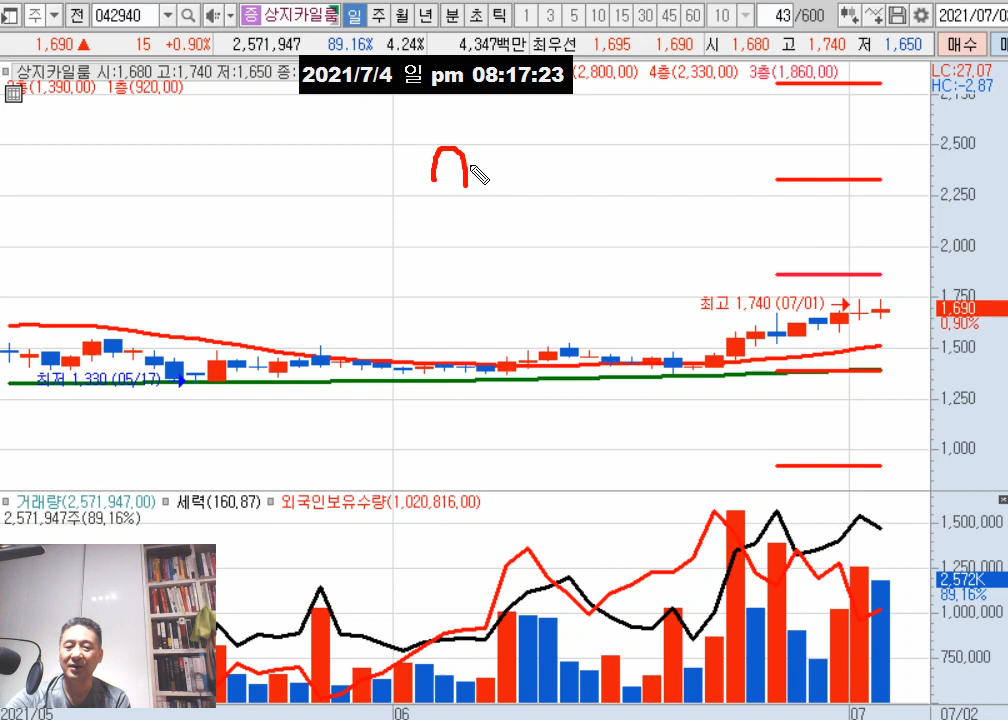 주 전 042940 증 상지카일룸 일 주 월 년 분 초 틱 1 3 5 10 15 30 45 60 10 43 /600 2021/07/0
1,690 ▲ 15 +0.90% 2,571,947 89.16% 4.24% 4,347백만 최우선 1,695 1,690 시 1,680 고 1,740 저 1,650 매수
상지카일룸 시:1,680 고:1,740 저:1,650 종: (2,800.00) 4층(2,330.00) 3층(1,860.00) LC:27.07
2021/7/4 일 pm 08:17:23
층(1,390.00) 1층(920.00) HC:-2.87
2,500
2,250
2,000
1,750
최고 1,740 (07/01) →
1,690
0.90%
1,500
최저 1,330 (05/17) →
1,250
1,000
거래량(2,571,947.00) 세력(160.87) 외국인보유수량(1,020,816.00)
2,571,947주(89.16%)
1,500,000
1,250,000
2,572K
89.16%
1,000,000
750,000
2021/05 06 07 07/02